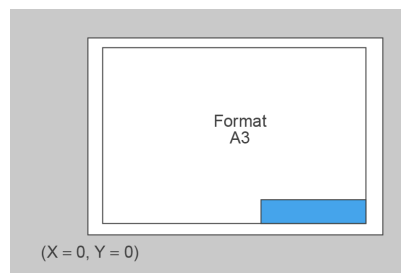 Format
A3
(X = 0, Y = 0)